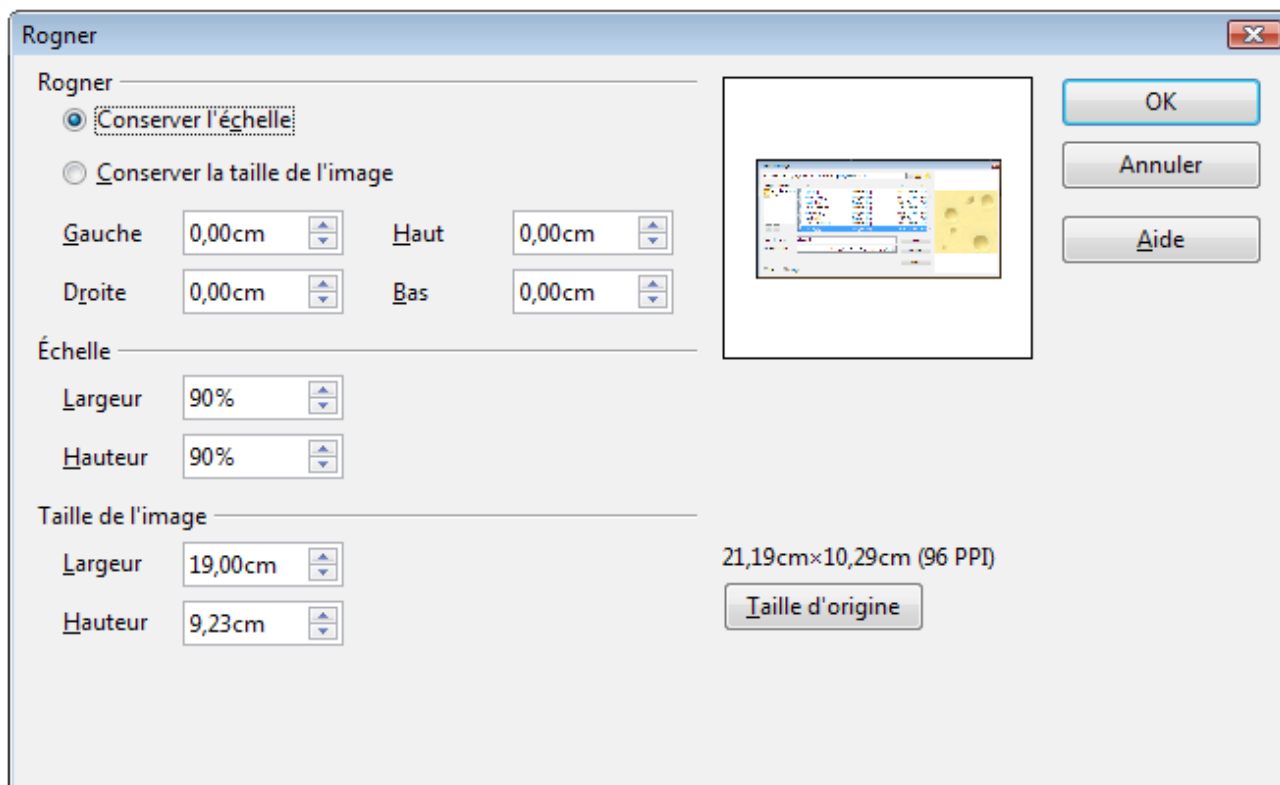 Rogner
Rogner
Conserver l'échelle
Conserver la taille de l'image
Gauche 0,00cm Haut 0,00cm
Droite 0,00cm Bas 0,00cm
Échelle
Largeur 90%
Hauteur 90%
Taille de l'image
Largeur 19,00cm
Hauteur 9,23cm
OK
Annuler
Aide
21,19cm×10,29cm (96 PPI)
Taille d'origine